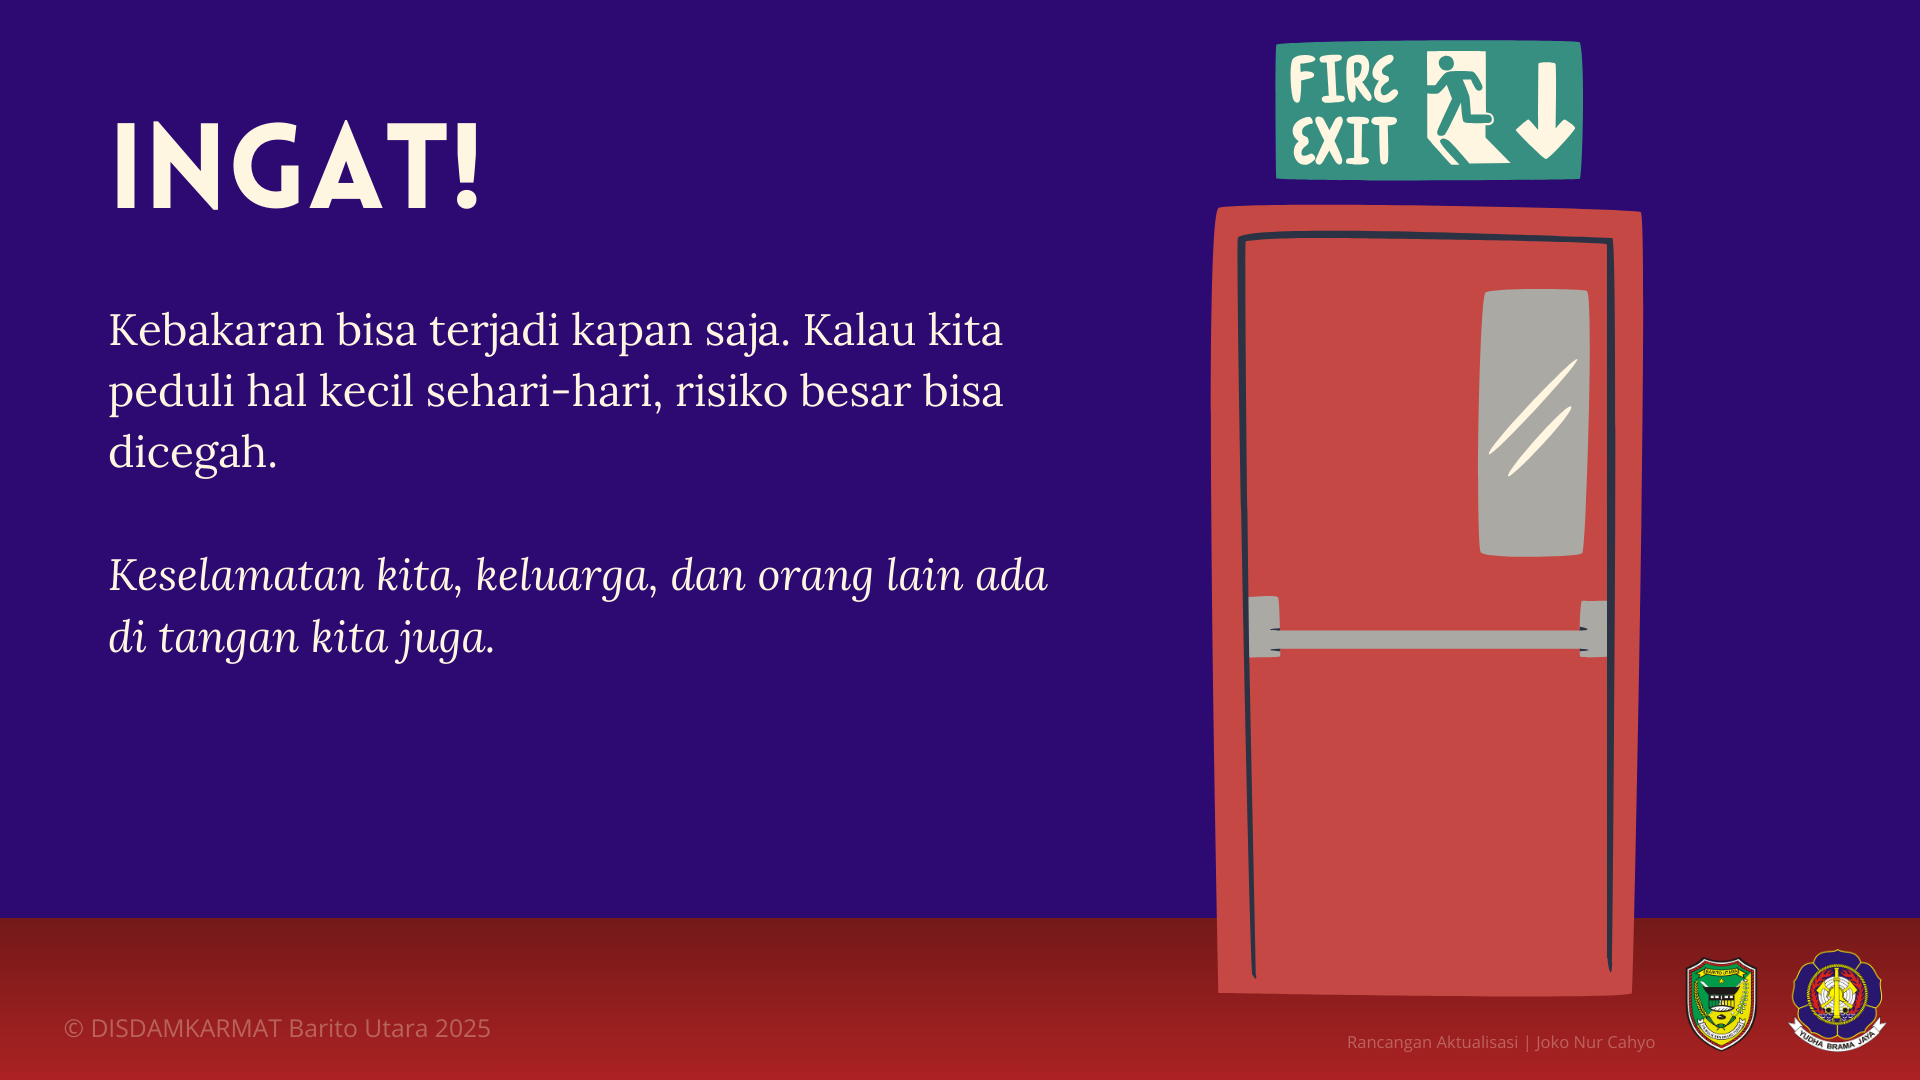 INGAT!
Kebakaran bisa terjadi kapan saja. Kalau kita
peduli hal kecil sehari-hari, risiko besar bisa
dicegah.
Keselamatan kita, keluarga, dan orang lain ada
di tangan kita juga.
FIRE
EXIT
© DISDAMKARMAT Barito Utara 2025
Rancangan Aktualisasi | Joko Nur Cahyo
BARITO UTARA
YUDHA BRAMA JAYA